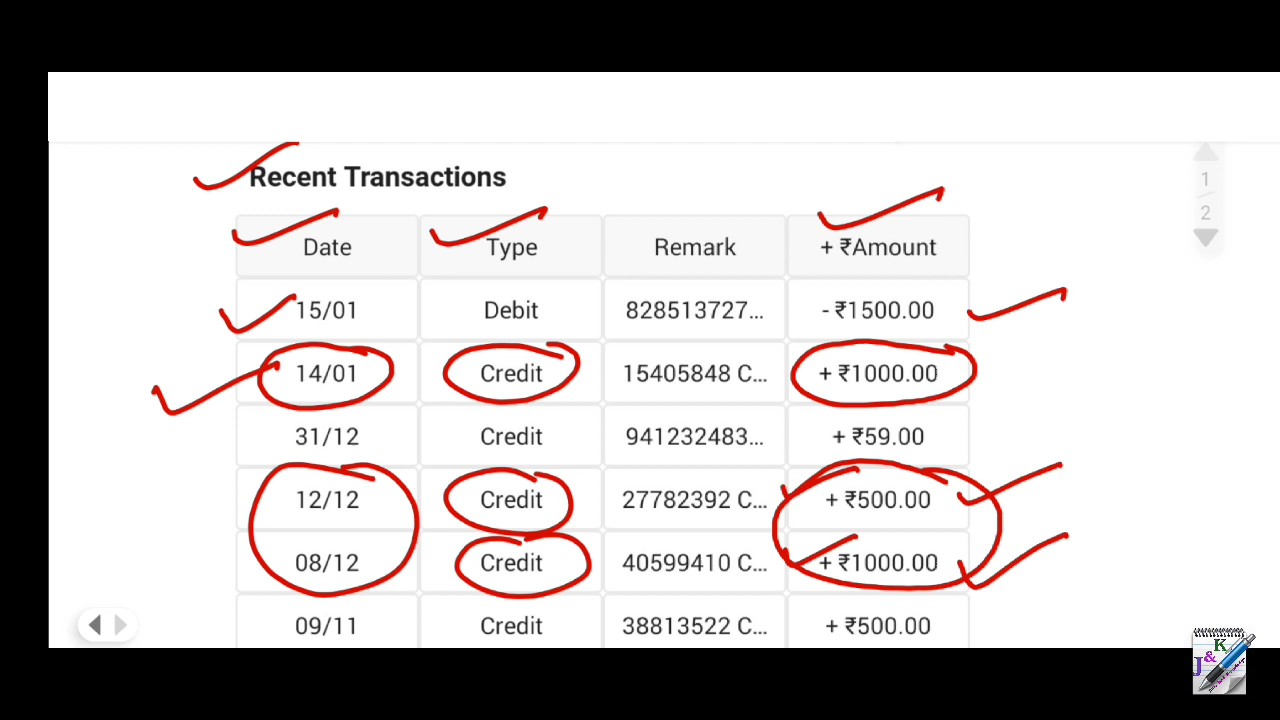 Recent Transactions
Date Type Remark + ₹Amount
15/01 Debit 828513727... - ₹1500.00
14/01 Credit 15405848 C... + ₹1000.00
31/12 Credit 941232483... + ₹59.00
12/12 Credit 27782392 C... + ₹500.00
08/12 Credit 40599410 C... + ₹1000.00
09/11 Credit 38813522 C... + ₹500.00
1
2
J&K